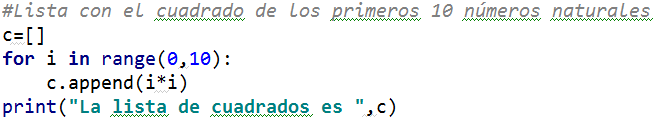 #Lista con el cuadrado de los primeros 10 números naturales
c=[]
for i in range(0,10):
    c.append(i*i)
print("La lista de cuadrados es ",c)